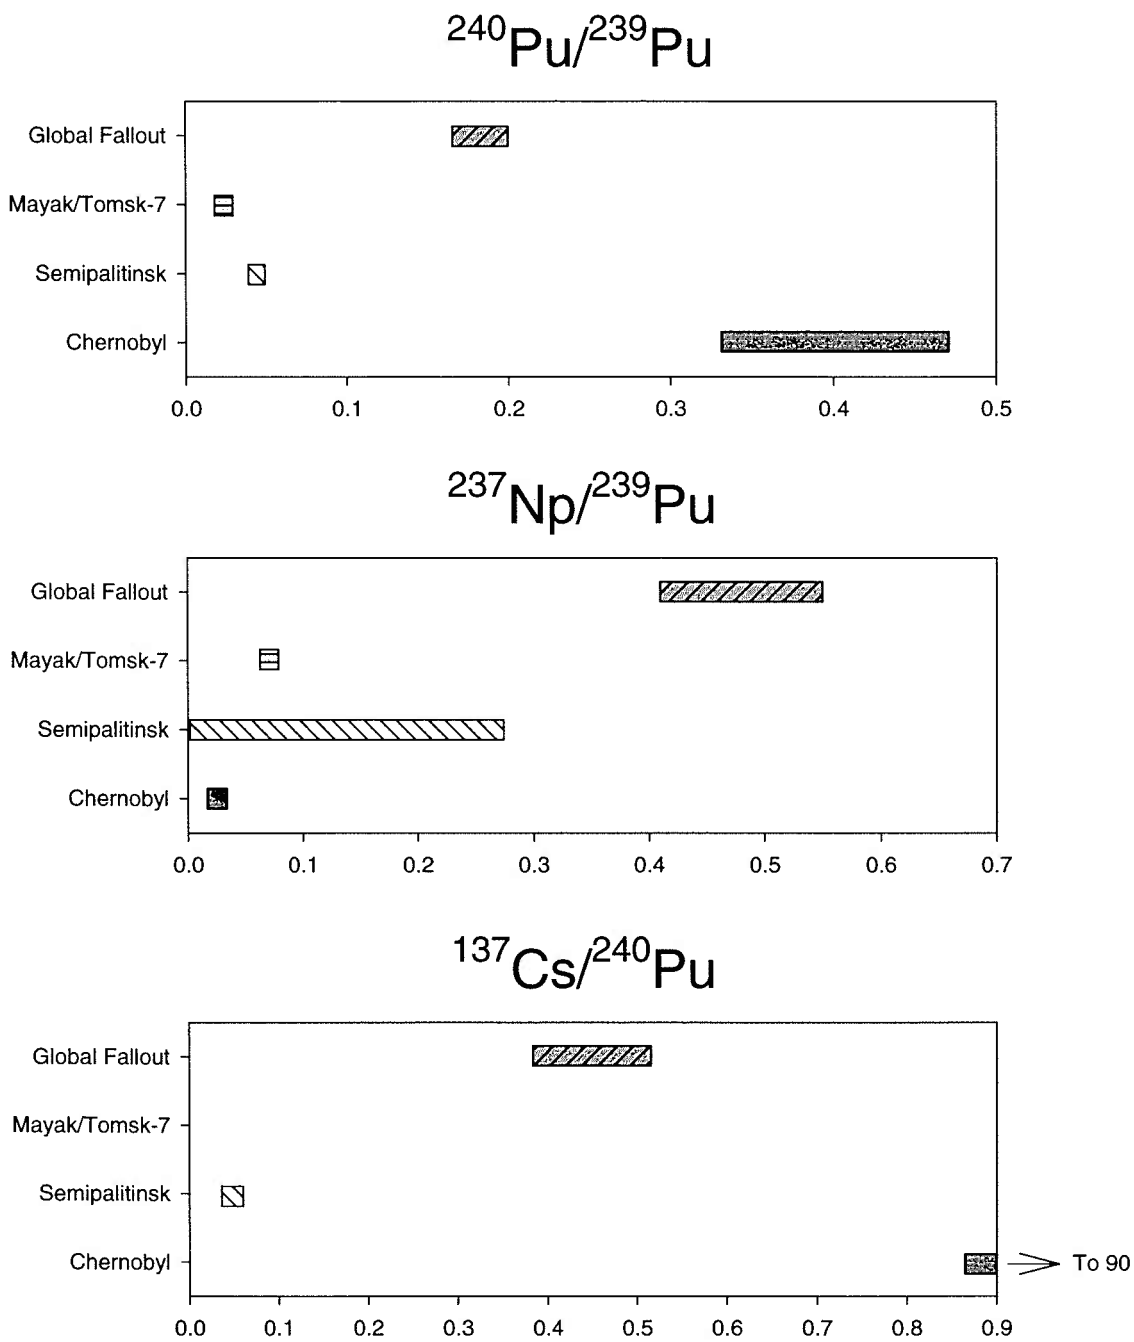 ²⁴⁰Pu/²³⁹Pu
Global Fallout
Mayak/Tomsk-7
Semipalitinsk
Chernobyl
0.0 0.1 0.2 0.3 0.4 0.5
²³⁷Np/²³⁹Pu
Global Fallout
Mayak/Tomsk-7
Semipalitinsk
Chernobyl
0.0 0.1 0.2 0.3 0.4 0.5 0.6 0.7
¹³⁷Cs/²⁴⁰Pu
Global Fallout
Mayak/Tomsk-7
Semipalitinsk
Chernobyl To 90
0.0 0.1 0.2 0.3 0.4 0.5 0.6 0.7 0.8 0.9